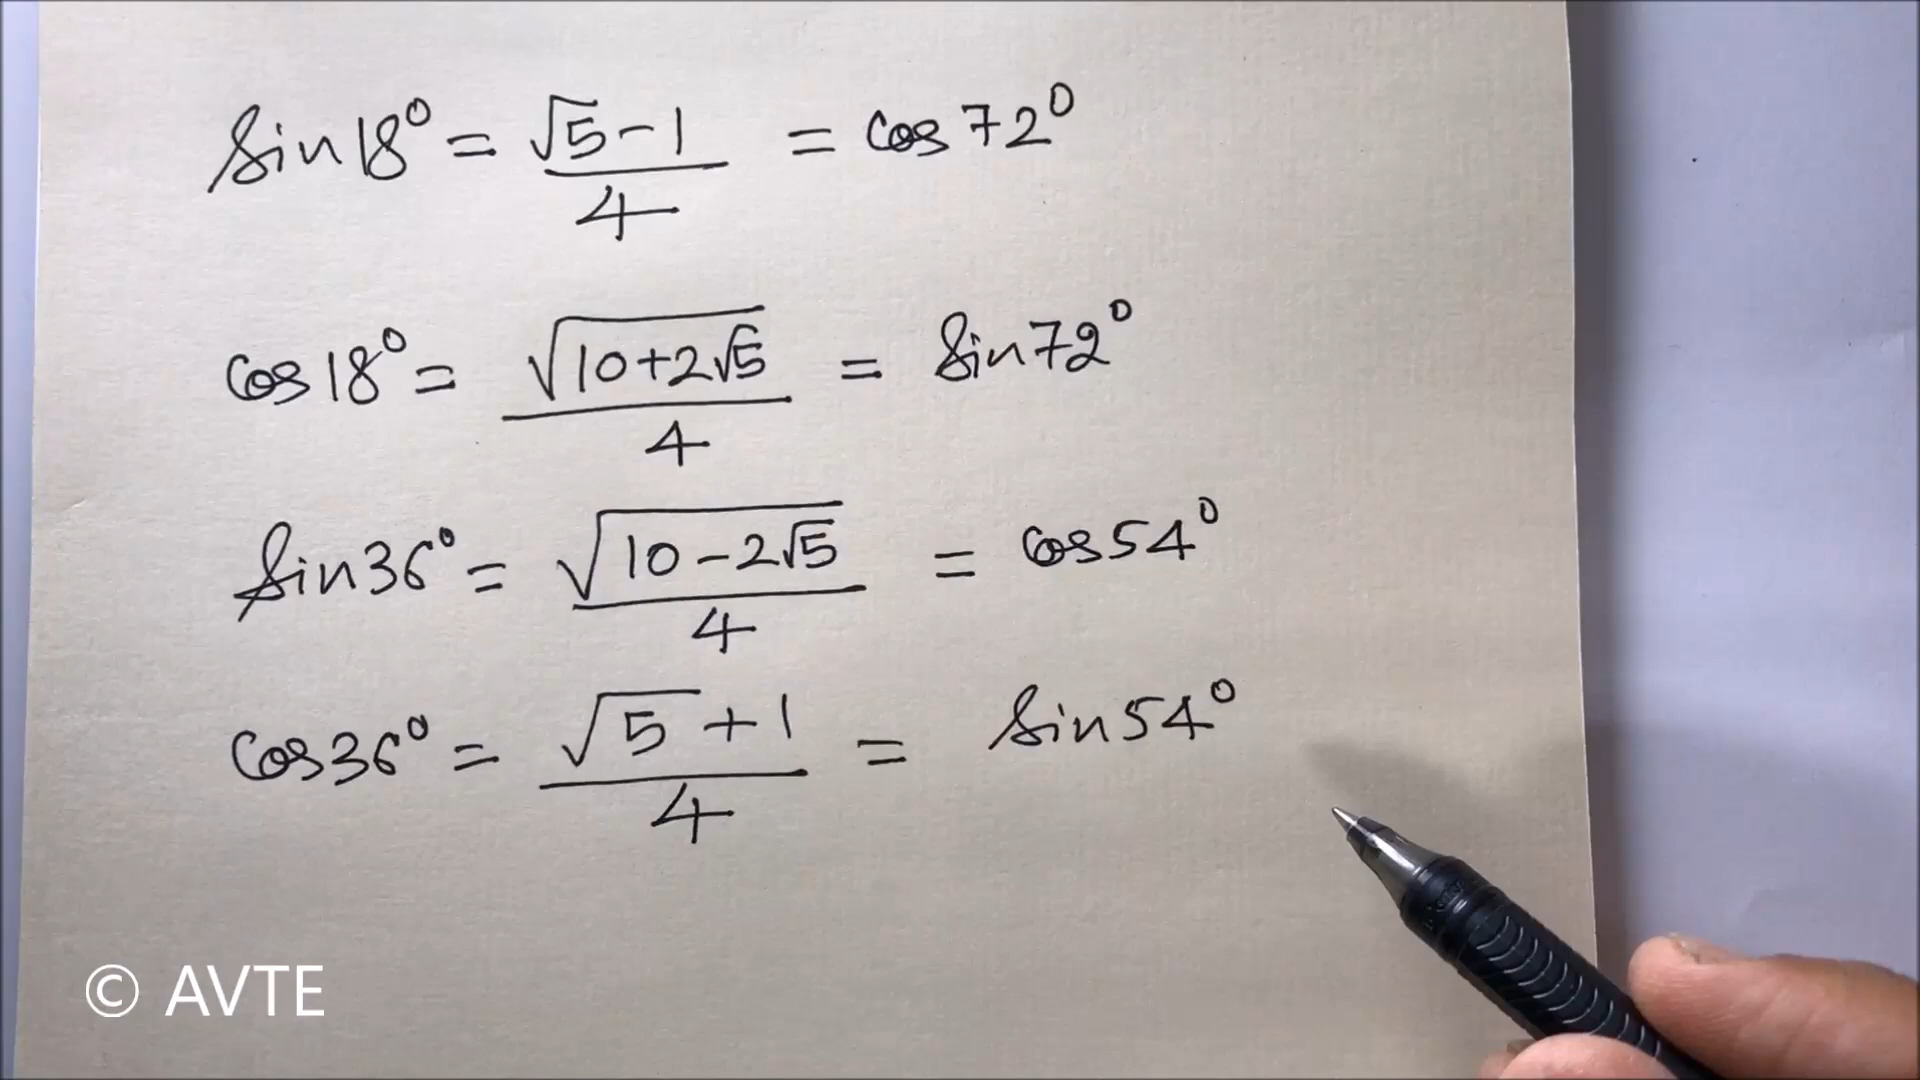 sin18° = (√5-1)/4 = cos72°
cos18° = √(10+2√5)/4 = sin72°
sin36° = √(10-2√5)/4 = cos54°
cos36° = (√5+1)/4 = sin54°
© AVTE